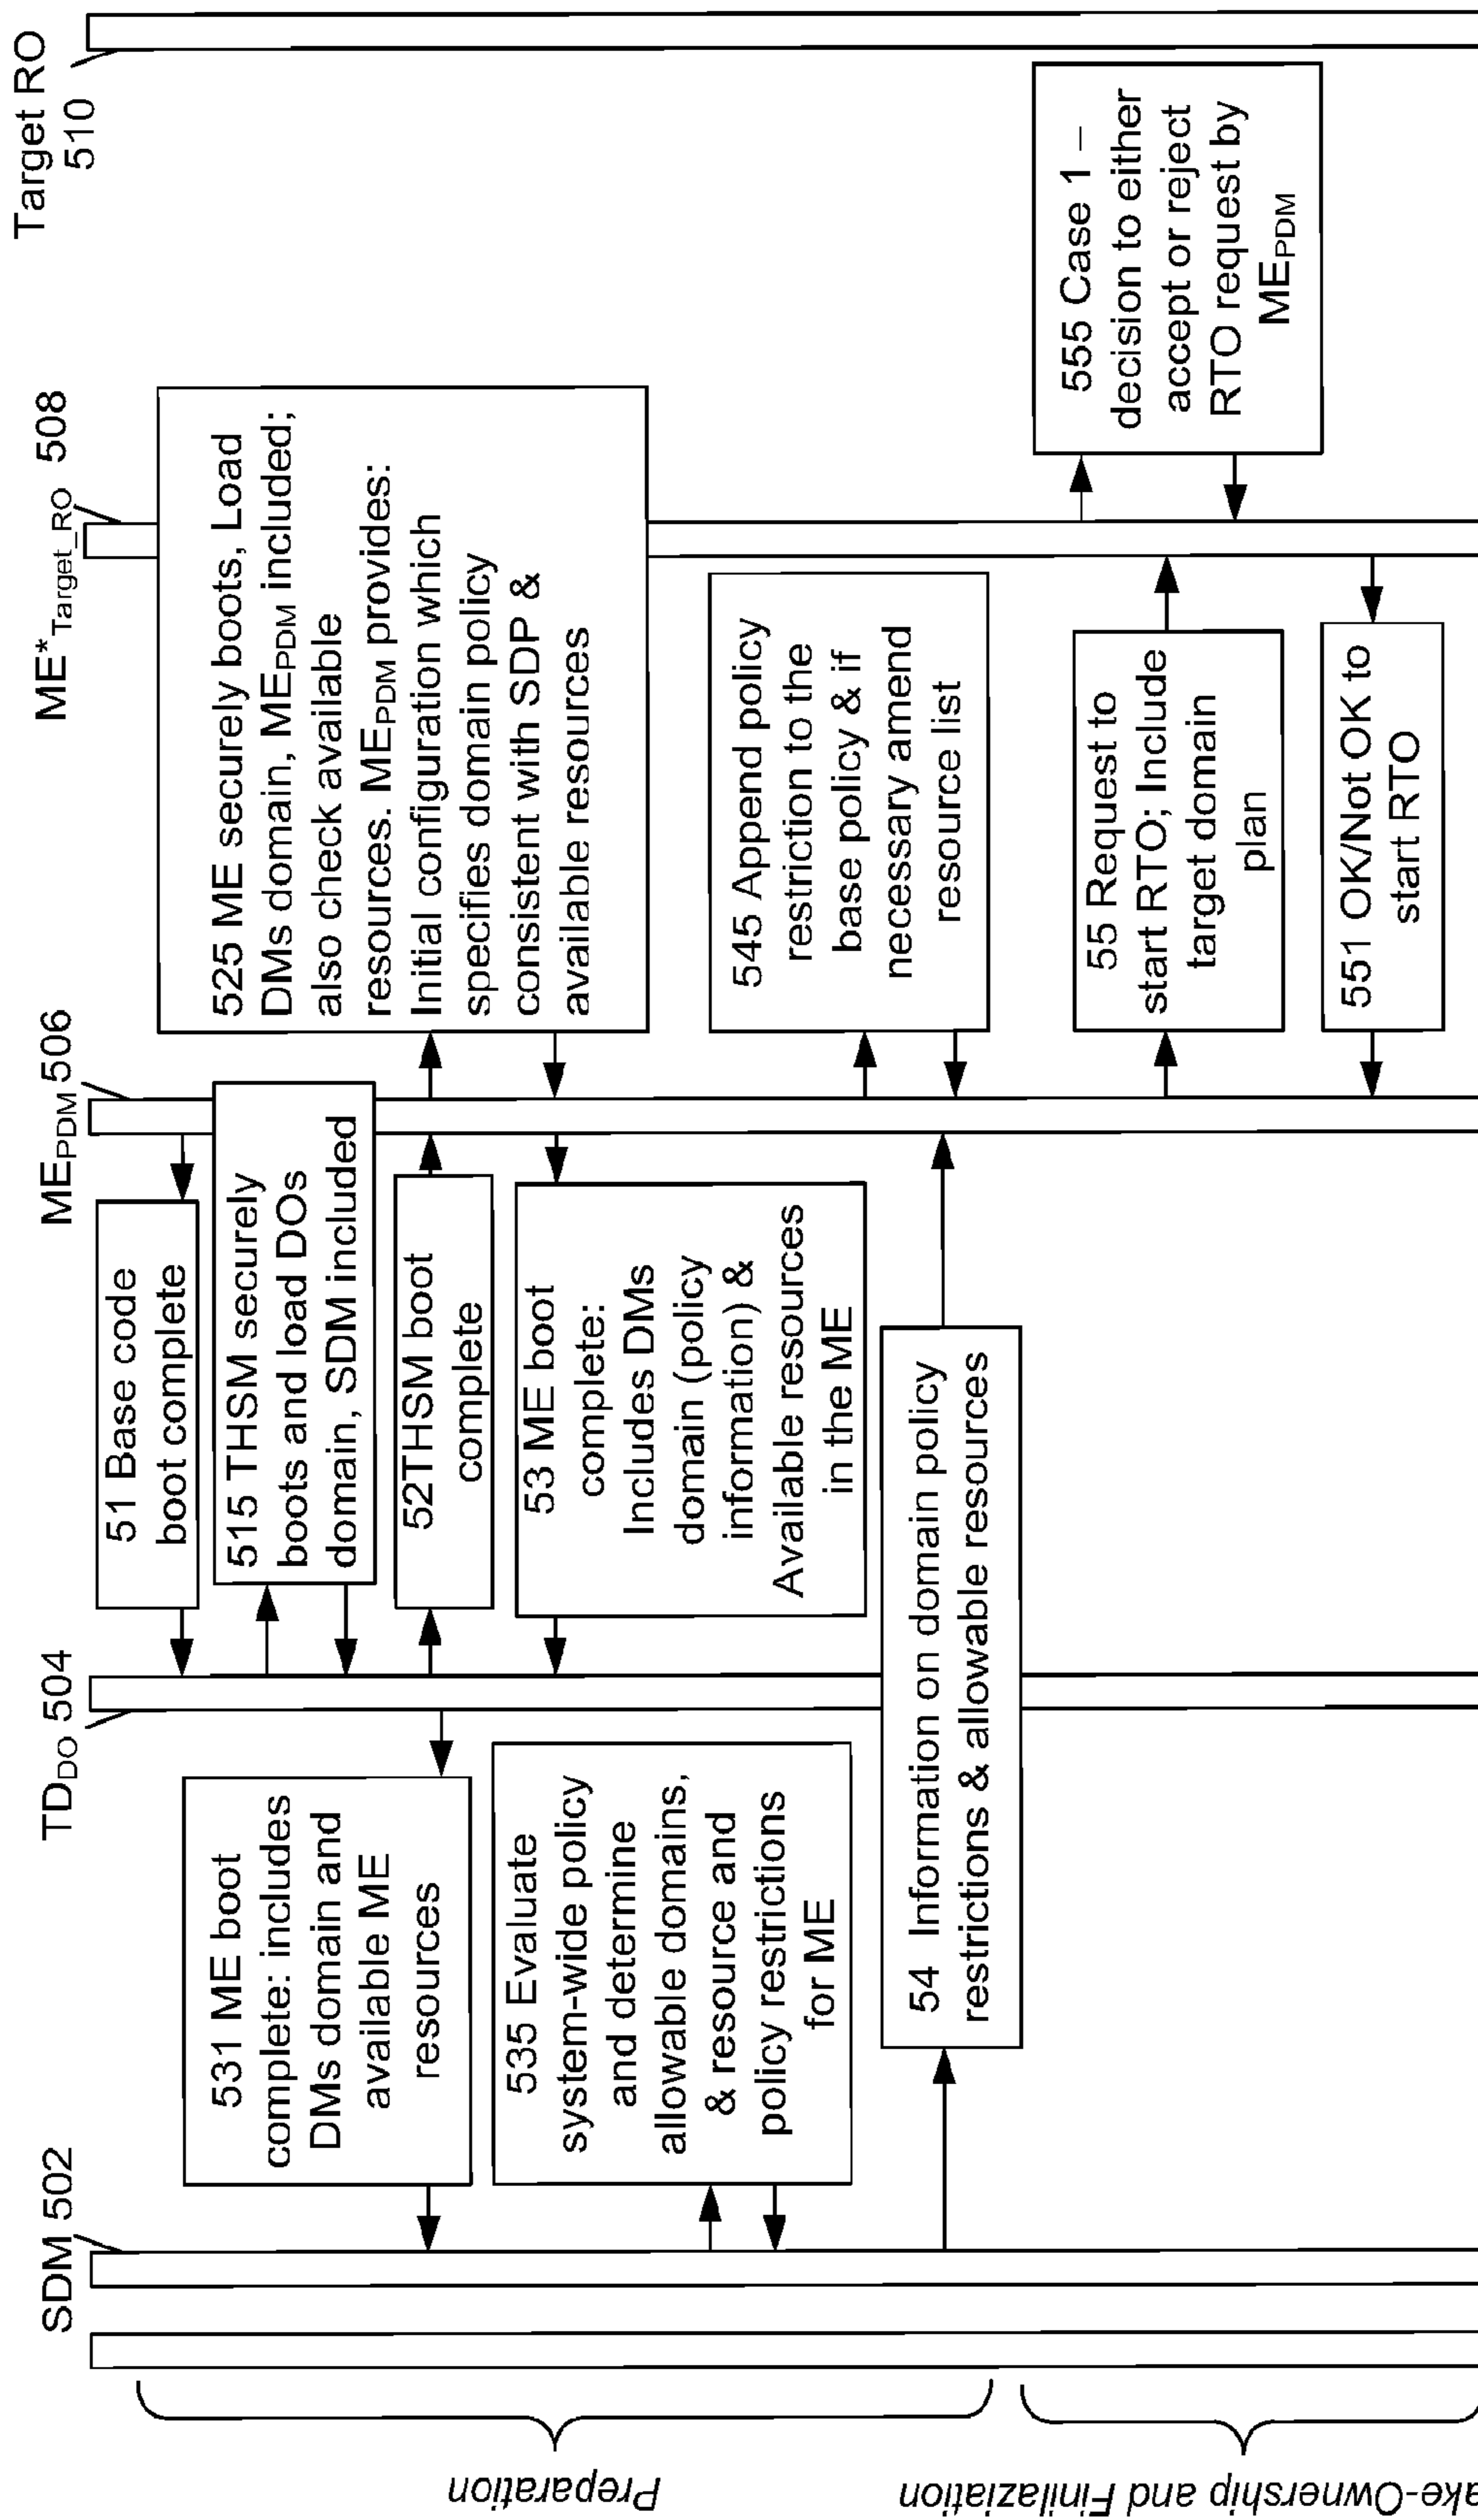 SDM 502
TD_DO 504
ME_PDM 506
ME*_Target_RO 508
Target RO
510
Preparation
51 Base code
boot complete
515 THSM securely
boots and load DOs
domain, SDM included
52THSM boot
complete
525 ME securely boots, Load
DMs domain, ME_PDM included;
also check available
resources. ME_PDM provides:
Initial configuration which
specifies domain policy
consistent with SDP &
available resources
53 ME boot
complete:
Includes DMs
domain (policy
information) &
Available resources
in the ME
531 ME boot
complete: includes
DMs domain and
available ME
resources
535 Evaluate
system-wide policy
and determine
allowable domains,
& resource and
policy restrictions
for ME
54 Information on domain policy
restrictions & allowable resources
545 Append policy
restriction to the
base policy & if
necessary amend
resource list
ake-Ownership and Finilaziation
55 Request to
start RTO; Include
target domain
plan
555 Case 1 –
decision to either
accept or reject
RTO request by
ME_PDM
551 OK/Not OK to
start RTO